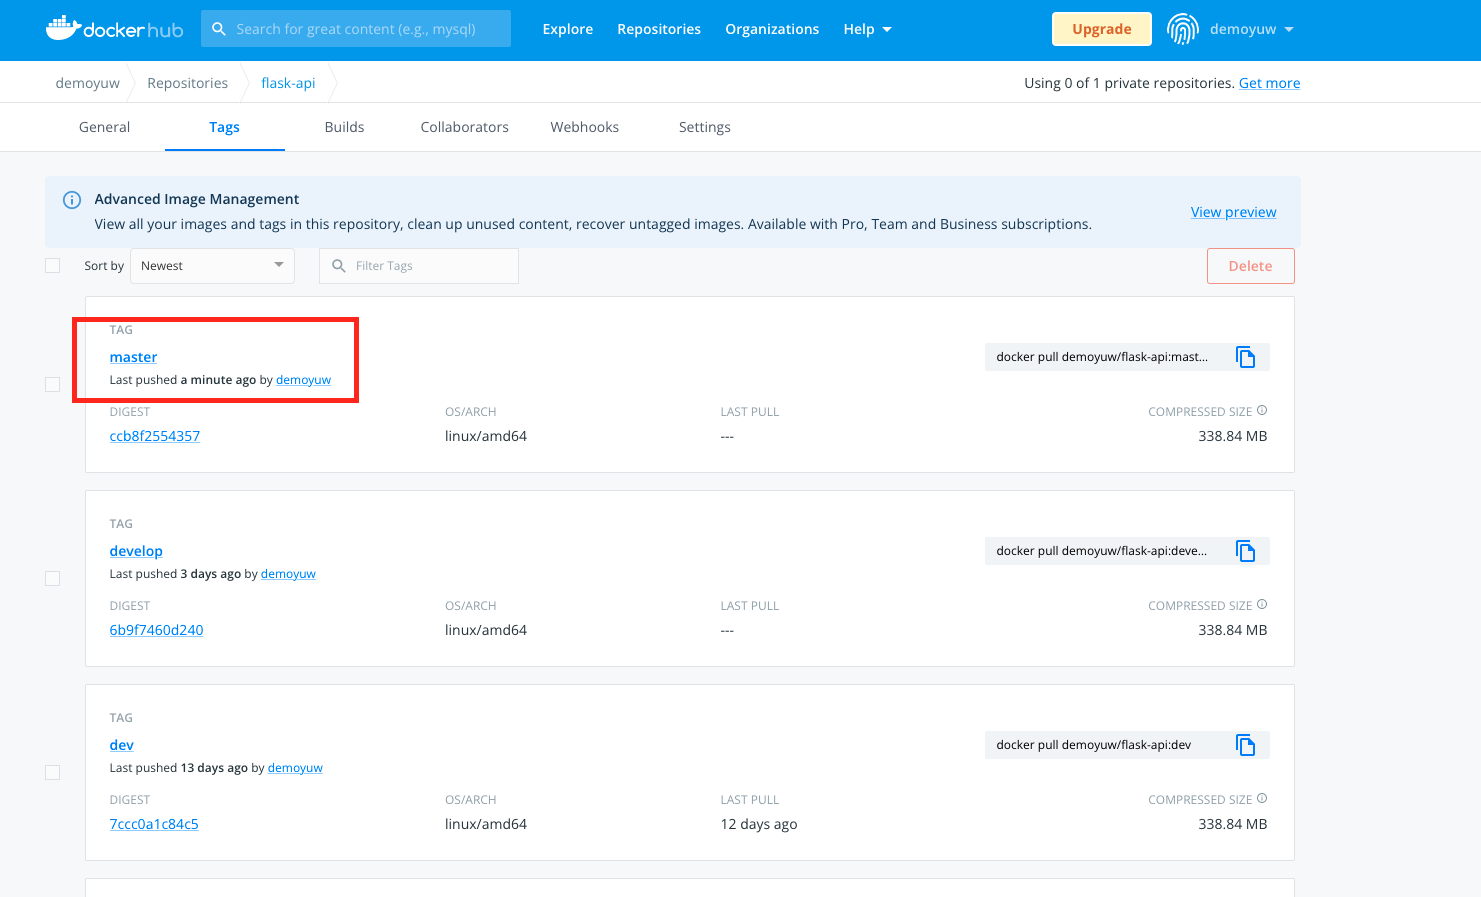 dockerhub
Search for great content (e.g., mysql)
Explore
Repositories
Organizations
Help
Upgrade
demoyuw
demoyuw
Repositories
flask-api
Using 0 of 1 private repositories. Get more
General
Tags
Builds
Collaborators
Webhooks
Settings
Advanced Image Management
View all your images and tags in this repository, clean up unused content, recover untagged images. Available with Pro, Team and Business subscriptions.
View preview
Sort by
Newest
Filter Tags
Delete
TAG
master
Last pushed a minute ago by demoyuw
docker pull demoyuw/flask-api:mast...
DIGEST
ccb8f2554357
OS/ARCH
linux/amd64
LAST PULL
---
COMPRESSED SIZE
338.84 MB
TAG
develop
Last pushed 3 days ago by demoyuw
docker pull demoyuw/flask-api:deve...
DIGEST
6b9f7460d240
OS/ARCH
linux/amd64
LAST PULL
---
COMPRESSED SIZE
338.84 MB
TAG
dev
Last pushed 13 days ago by demoyuw
docker pull demoyuw/flask-api:dev
DIGEST
7ccc0a1c84c5
OS/ARCH
linux/amd64
LAST PULL
12 days ago
COMPRESSED SIZE
338.84 MB